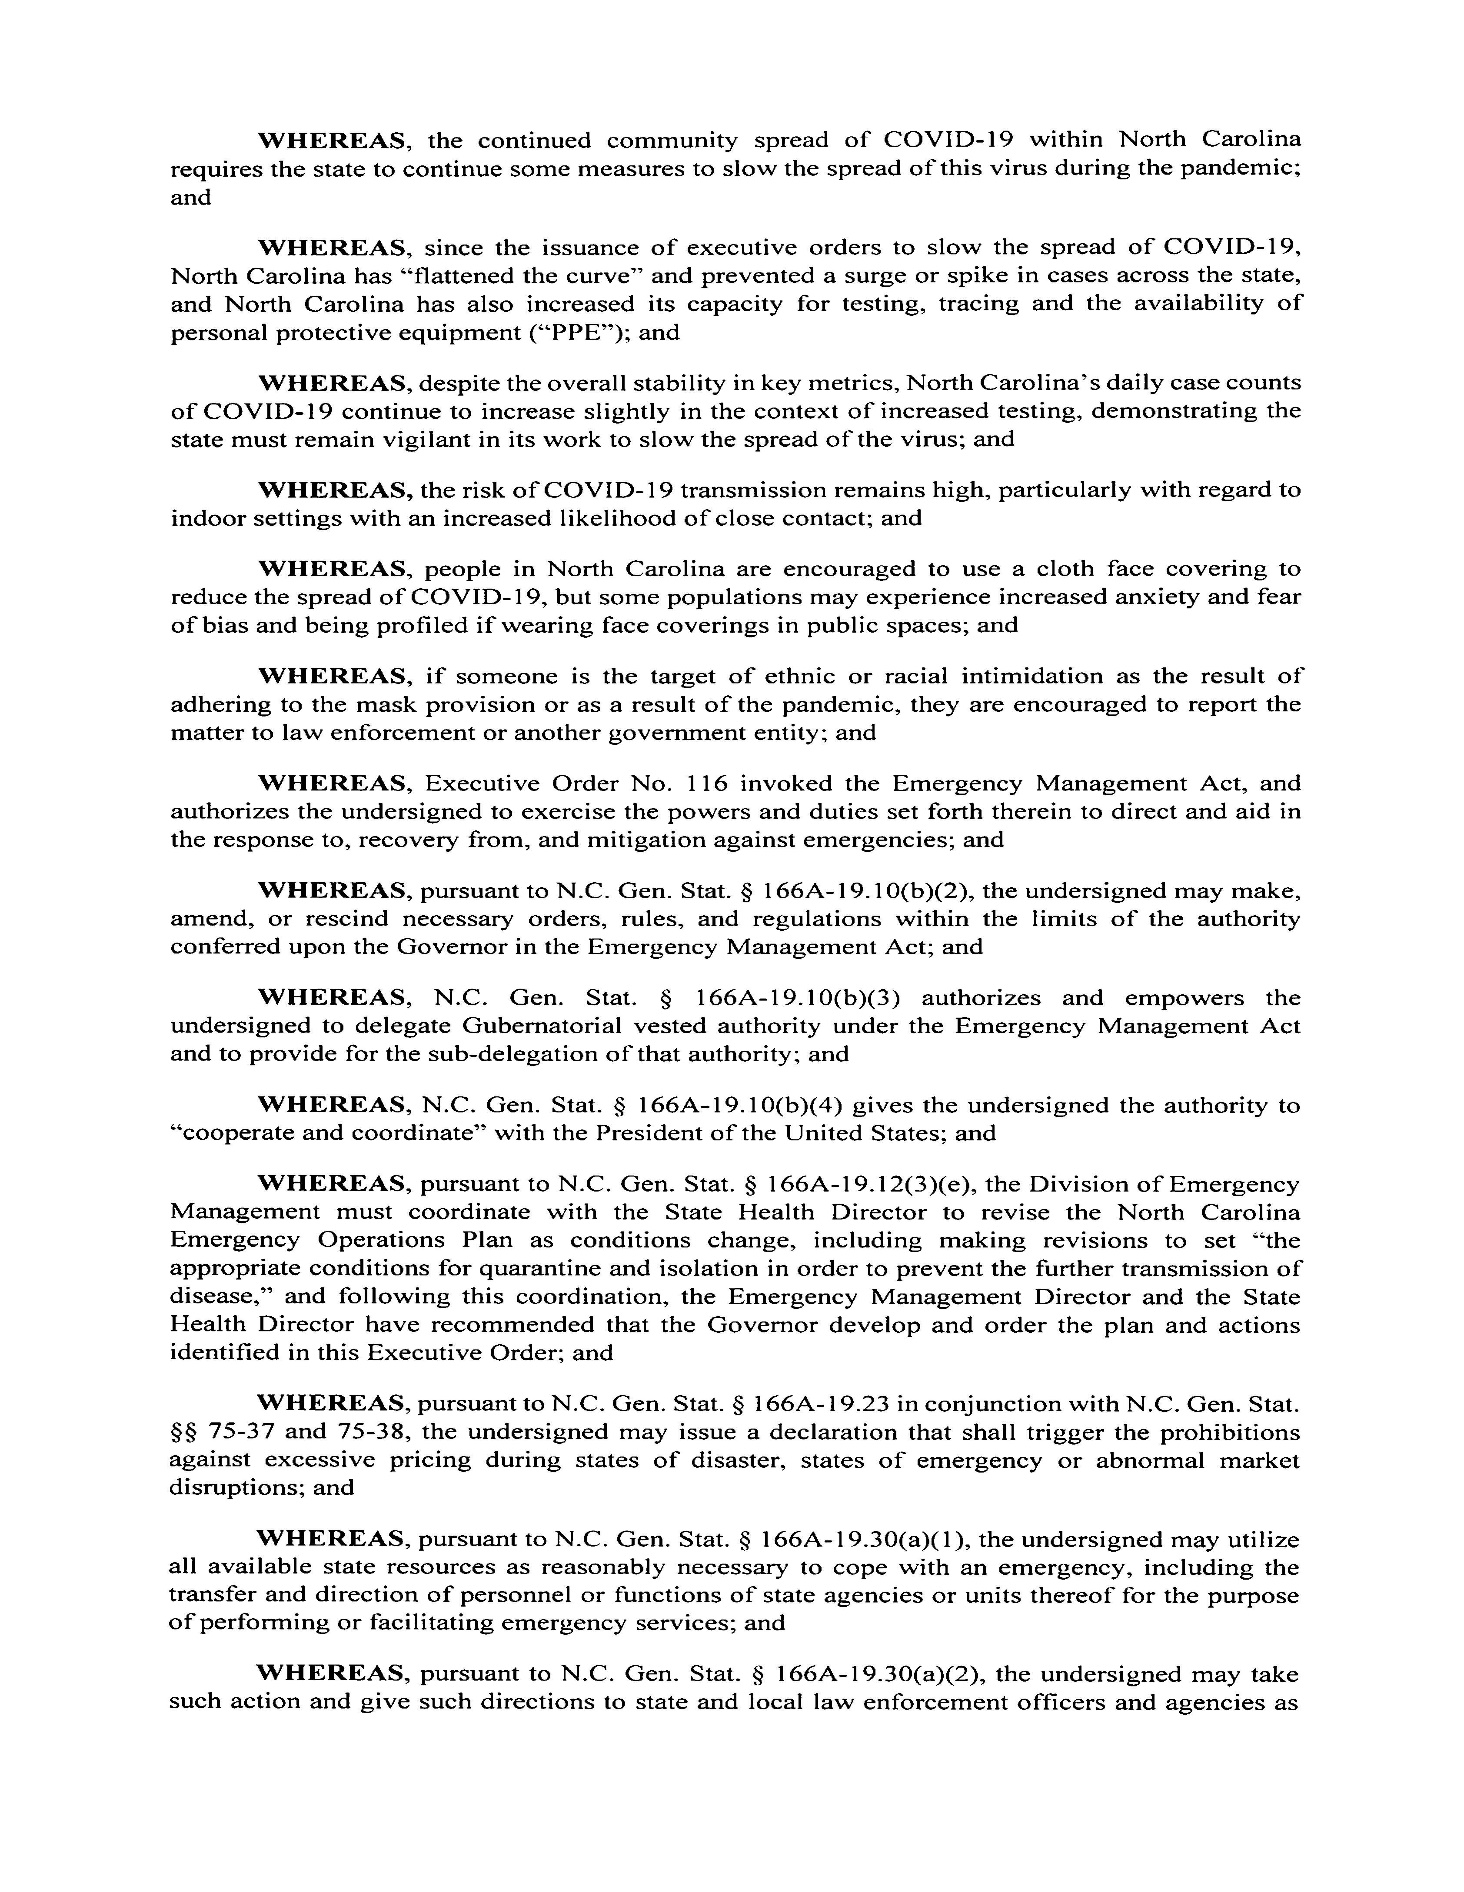 WHEREAS, the continued community spread of COVID-19 within North Carolina
requires the state to continue some measures to slow the spread of this virus during the pandemic;
and
WHEREAS, since the issuance of executive orders to slow the spread of COVID-19,
North Carolina has “flattened the curve” and prevented a surge or spike in cases across the state,
and North Carolina has also increased its capacity for testing, tracing and the availability of
personal protective equipment (“PPE”); and
WHEREAS, despite the overall stability in key metrics, North Carolina’s daily case counts
of COVID-19 continue to increase slightly in the context of increased testing, demonstrating the
state must remain vigilant in its work to slow the spread of the virus; and
WHEREAS, the risk of COVID-19 transmission remains high, particularly with regard to
indoor settings with an increased likelihood of close contact; and
WHEREAS, people in North Carolina are encouraged to use a cloth face covering to
reduce the spread of COVID-19, but some populations may experience increased anxiety and fear
of bias and being profiled if wearing face coverings in public spaces; and
WHEREAS, if someone is the target of ethnic or racial intimidation as the result of
adhering to the mask provision or as a result of the pandemic, they are encouraged to report the
matter to law enforcement or another government entity; and
WHEREAS, Executive Order No. 116 invoked the Emergency Management Act, and
authorizes the undersigned to exercise the powers and duties set forth therein to direct and aid in
the response to, recovery from, and mitigation against emergencies; and
WHEREAS, pursuant to N.C. Gen. Stat. § 166A-19.10(b)(2), the undersigned may make,
amend, or rescind necessary orders, rules, and regulations within the limits of the authority
conferred upon the Governor in the Emergency Management Act; and
WHEREAS, N.C. Gen. Stat. § 166A-19.10(b)(3) authorizes and empowers the
undersigned to delegate Gubernatorial vested authority under the Emergency Management Act
and to provide for the sub-delegation of that authority; and
WHEREAS, N.C. Gen. Stat. § 166A-19.10(b)(4) gives the undersigned the authority to
“cooperate and coordinate” with the President of the United States; and
WHEREAS, pursuant to N.C. Gen. Stat. § 166A-19.12(3)(e), the Division of Emergency
Management must coordinate with the State Health Director to revise the North Carolina
Emergency Operations Plan as conditions change, including making revisions to set “the
appropriate conditions for quarantine and isolation in order to prevent the further transmission of
disease,” and following this coordination, the Emergency Management Director and the State
Health Director have recommended that the Governor develop and order the plan and actions
identified in this Executive Order; and
WHEREAS, pursuant to N.C. Gen. Stat. § 166A-19.23 in conjunction with N.C. Gen. Stat.
§§ 75-37 and 75-38, the undersigned may issue a declaration that shall trigger the prohibitions
against excessive pricing during states of disaster, states of emergency or abnormal market
disruptions; and
WHEREAS, pursuant to N.C. Gen. Stat. § 166A-19.30(a)(1), the undersigned may utilize
all available state resources as reasonably necessary to cope with an emergency, including the
transfer and direction of personnel or functions of state agencies or units thereof for the purpose
of performing or facilitating emergency services; and
WHEREAS, pursuant to N.C. Gen. Stat. § 166A-19.30(a)(2), the undersigned may take
such action and give such directions to state and local law enforcement officers and agencies as